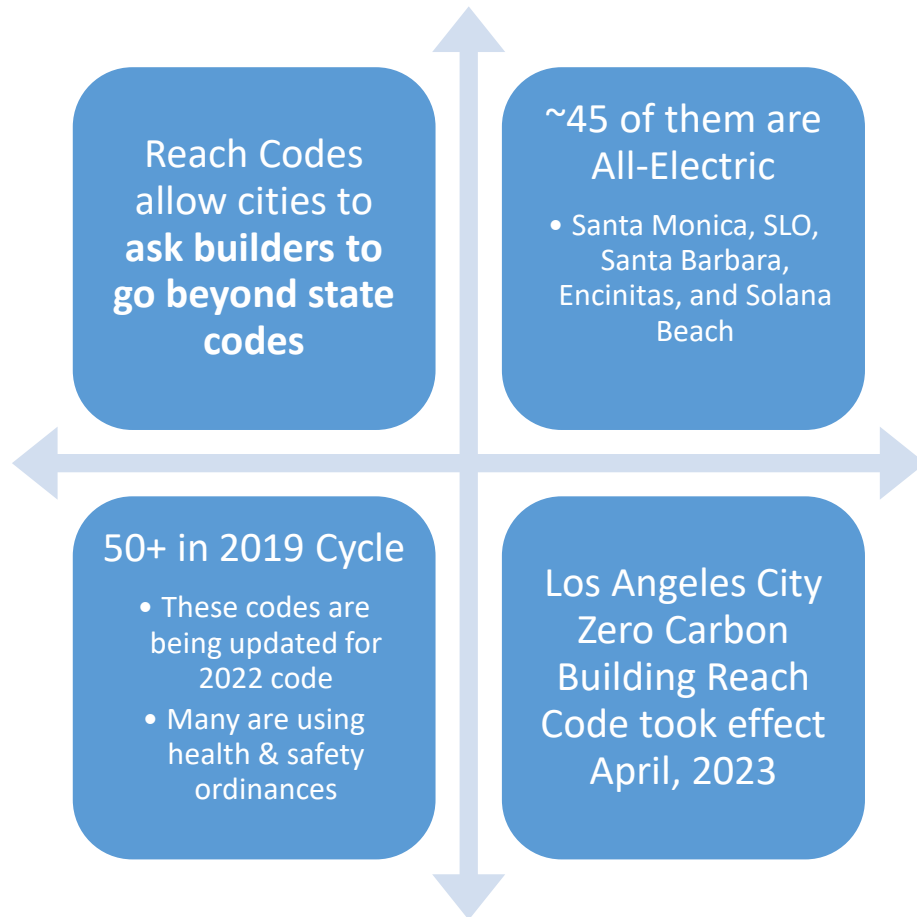 Reach Codes
allow cities to
ask builders to
go beyond state
codes
~45 of them are
All-Electric
• Santa Monica, SLO,
Santa Barbara,
Encinitas, and Solana
Beach
50+ in 2019 Cycle
• These codes are
being updated for
2022 code
• Many are using
health & safety
ordinances
Los Angeles City
Zero Carbon
Building Reach
Code took effect
April, 2023